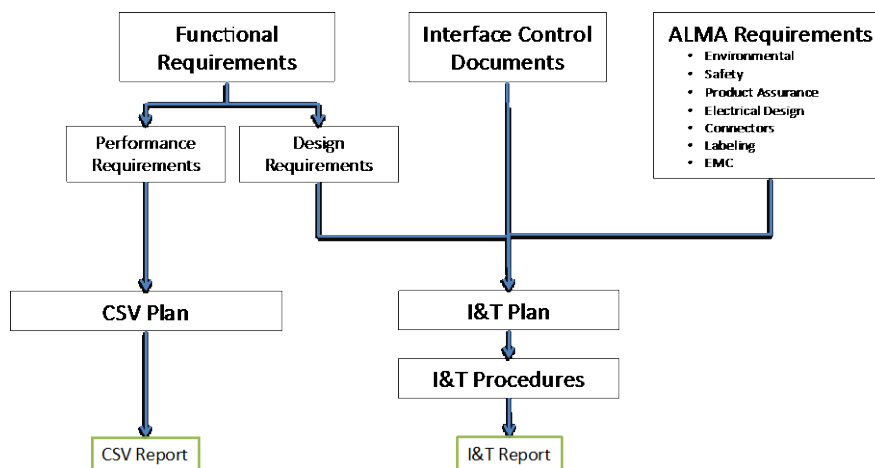 Functional
Requirements
Interface Control
Documents
ALMA Requirements
• Environmental
• Safety
• Product Assurance
• Electrical Design
• Connectors
• Labeling
• EMC
Performance
Requirements
Design
Requirements
CSV Plan
I&T Plan
I&T Procedures
CSV Report
I&T Report